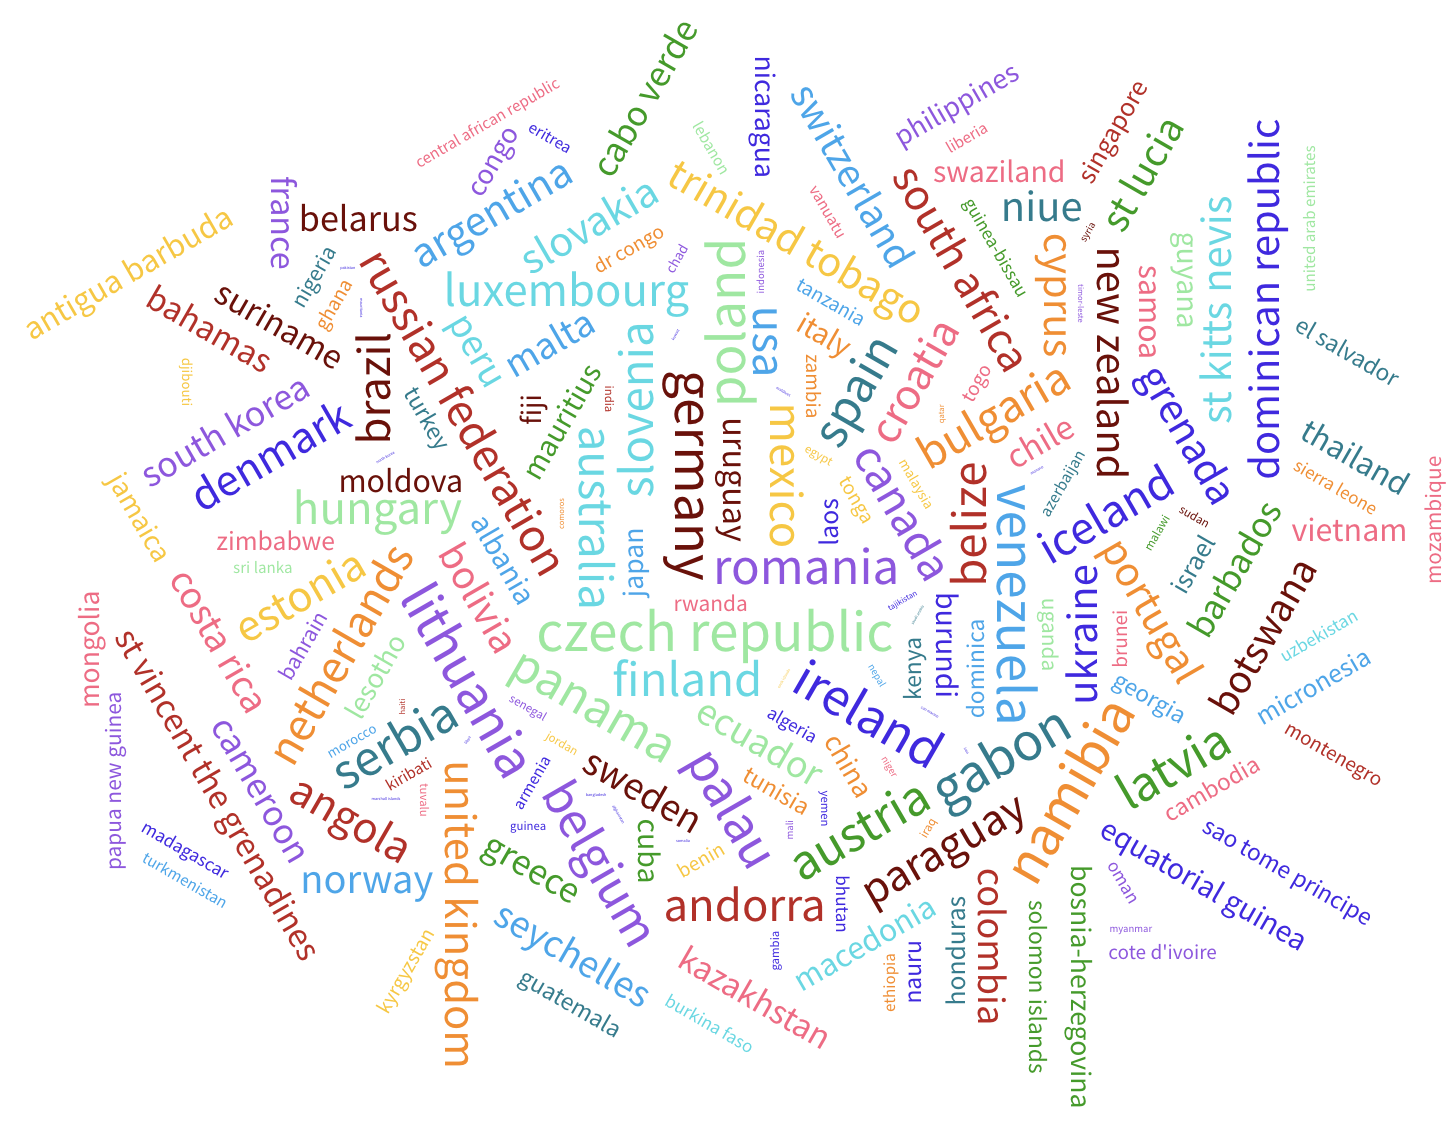 cabo verde
nicaragua
central african republic
eritrea
congo
lebanon
switzerland
philippines
liberia
singapore
swaziland
st lucia
dominican republic
united arab emirates
france
belarus
argentina
slovakia
trinidad tobago
vanuatu
south africa
guinea-bissau
niue
syria
st kitts nevis
antigua barbuda
bahamas
suriname
nigeria
ghana
russian federation
luxembourg
dr congo
chad
poland
indonesia
tanzania
cyprus
timor-leste
new zealand
samoa
guyana
el salvador
djibouti
brazil
peru
malta
slovenia
usa
italy
zambia
spain
croatia
togo
qatar
bulgaria
chile
grenada
thailand
sierra leone
mozambique
south korea
denmark
turkey
fiji
mauritius
india
germany
uruguay
mexico
egypt
tonga
canada
malaysia
belize
azerbaijan
iceland
sudan
malawi
israel
barbados
vietnam
jamaica
moldova
hungary
zimbabwe
sri lanka
albania
comoros
australia
japan
laos
romania
venezuela
portugal
botswana
uzbekistan
micronesia
mongolia
costa rica
estonia
netherlands
bolivia
lithuania
rwanda
czech republic
tajikistan
burundi
kenya
dominica
uganda
ukraine
brunei
georgia
st vincent the grenadines
bahrain
lesotho
panama
finland
nepal
ireland
montenegro
papua new guinea
cameroon
morocco
haiti
serbia
senegal
jordan
ecuador
algeria
china
niger
gabon
namibia
latvia
cambodia
angola
kiribati
tuvalu
united kingdom
armenia
guinea
sweden
palau
tunisia
yemen
mali
austria
iraq
paraguay
equatorial guinea
sao tome principe
madagascar
turkmenistan
norway
greece
belgium
cuba
benin
andorra
bhutan
colombia
bosnia-herzegovina
oman
myanmar
cote d'ivoire
kyrgyzstan
seychelles
guatemala
kazakhstan
burkina faso
gambia
macedonia
ethiopia
nauru
honduras
solomon islands